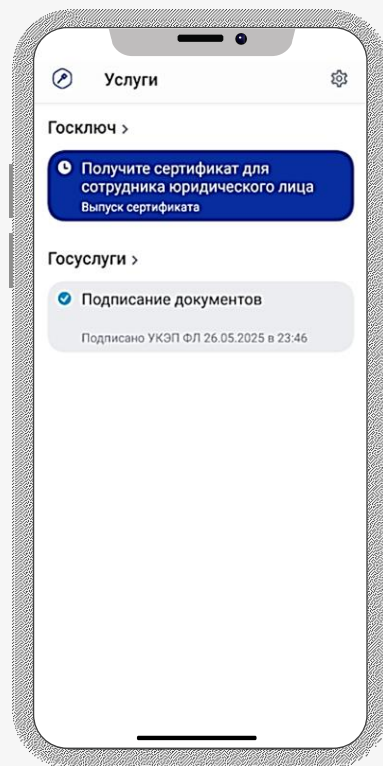 Услуги
Госключ >
Получите сертификат для
сотрудника юридического лица
Выпуск сертификата
Госуслуги >
Подписание документов
Подписано УКЭП ФЛ 26.05.2025 в 23:46